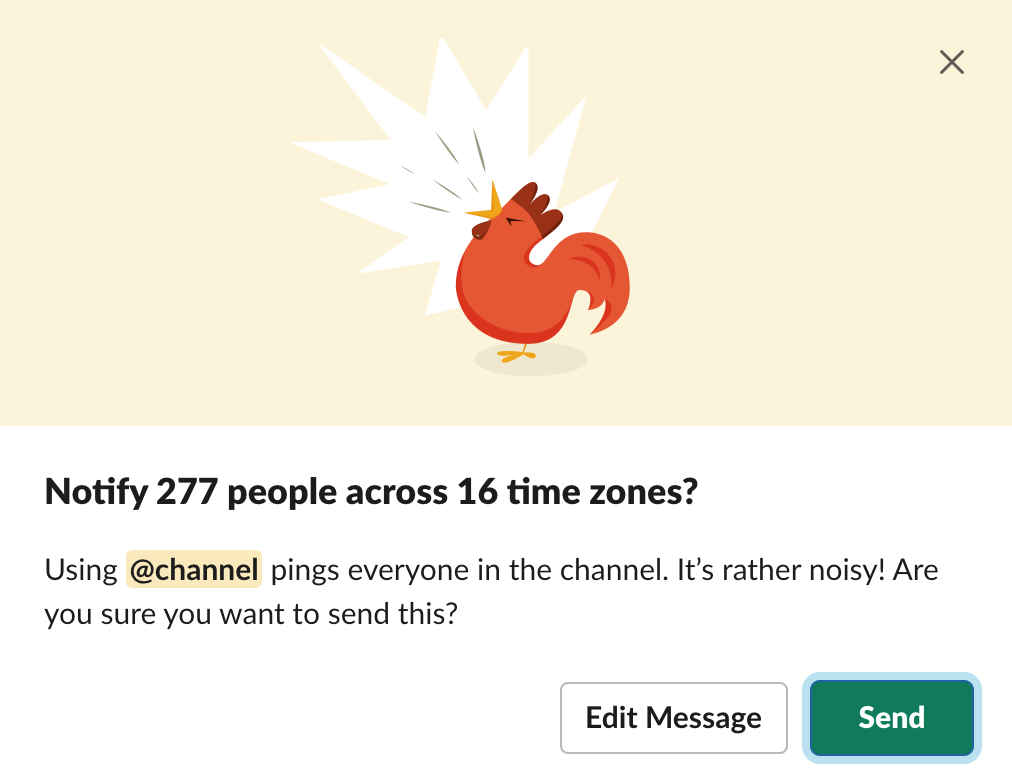 Notify 277 people across 16 time zones?
Using @channel pings everyone in the channel. It’s rather noisy! Are
you sure you want to send this?
Edit Message
Send